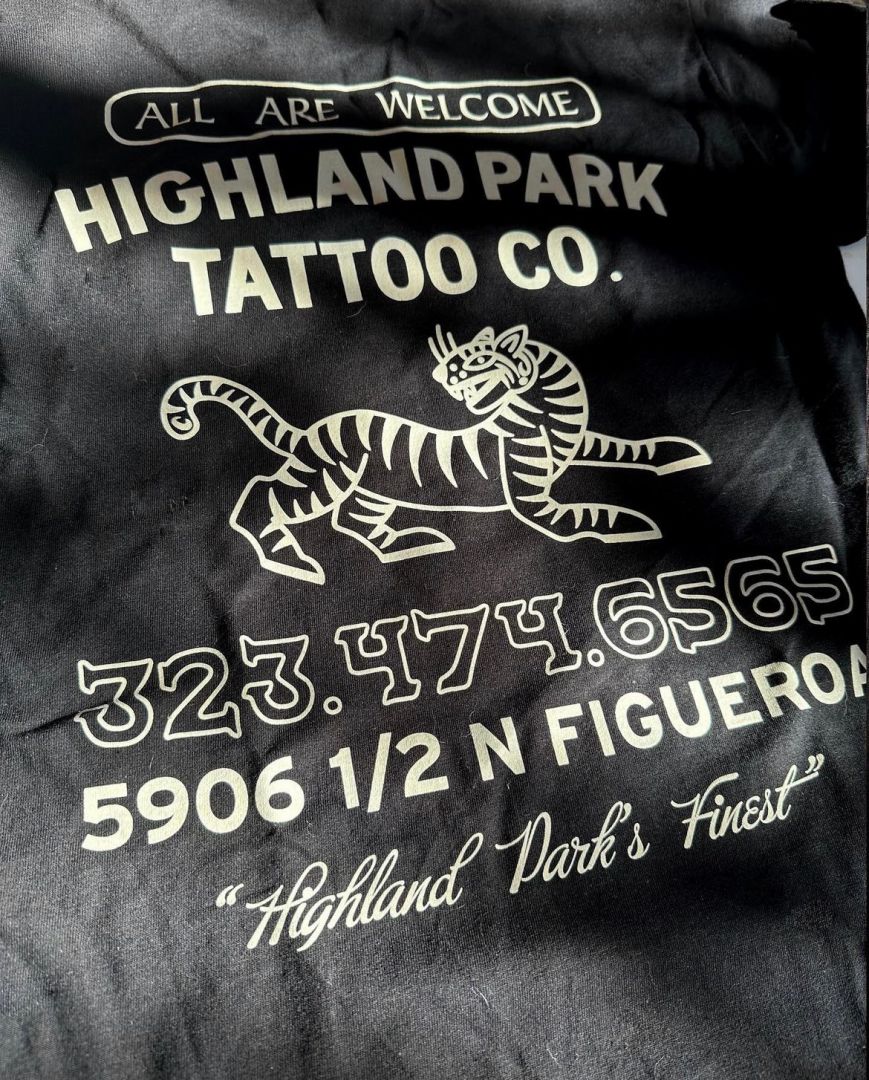 ALL ARE WELCOME
HIGHLAND PARK
TATTOO CO.
323.474.6565
5906 1/2 N FIGUEROA
"Highland Park's Finest"